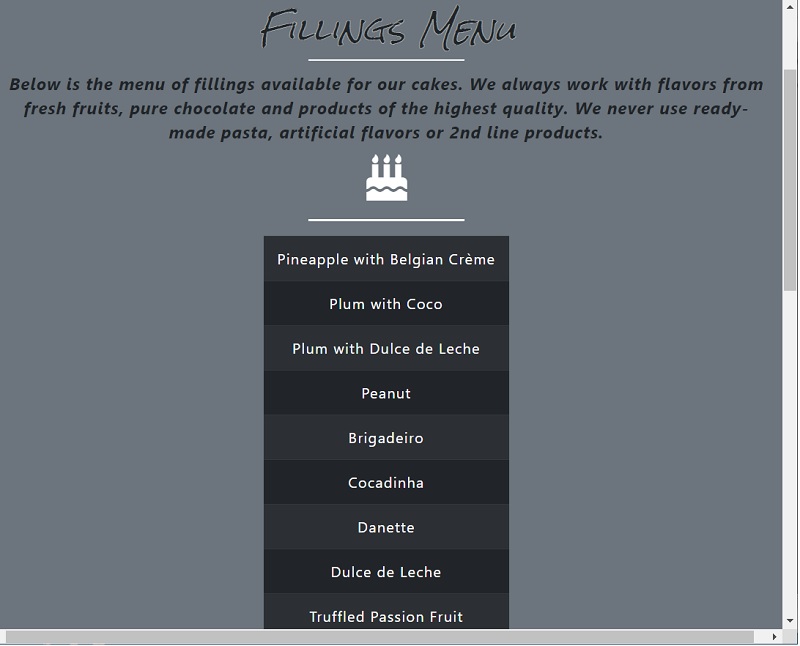 Fillings Menu
Below is the menu of fillings available for our cakes. We always work with flavors from
fresh fruits, pure chocolate and products of the highest quality. We never use ready-
made pasta, artificial flavors or 2nd line products.
Pineapple with Belgian Crème
Plum with Coco
Plum with Dulce de Leche
Peanut
Brigadeiro
Cocadinha
Danette
Dulce de Leche
Truffled Passion Fruit